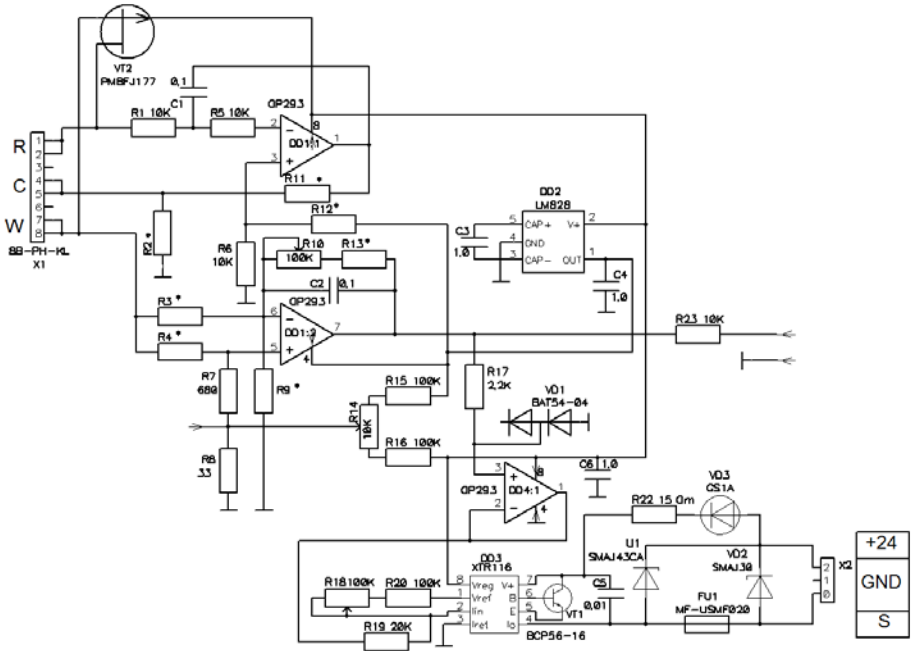 VT2
PMBFJ177
0,1
C1
R1 10K
R5 10K
OP293
2
8
1
DD1:1
3
R
C
W
1
2
3
4
5
6
7
8
8B-PH-KL
X1
R11 *
R12*
R2 *
R6
10K
R10
100K
R13*
C2
0,1
OP293
DD2
LM828
5 CAP+ V+ 2
4 GND
3 CAP- OUT 1
C3
1.0
C4
1.0
R3 *
R4 *
6
7
DD1:2
5
4
R23 10K
R7
680
R9 *
R8
33
R14
10K
R15 100K
R16 100K
R17
2,2K
VD1
BAT54-04
C6 1.0
OP293
3
8
1
DD4:1
2
4
R22 15 Om
VD3
GS1A
U1
SMAJ43CA
VD2
SMAJ30
X2
2
1
0
FU1
MF-USMF020
+24
GND
S
DD3
XTR116
8 Vreg V+ 7
1 Vref B 6
2 Iin E 5
3 Iret Io 4
VT1
BCP56-16
C5
0,01
R18 100K
R20 100K
R19 20K